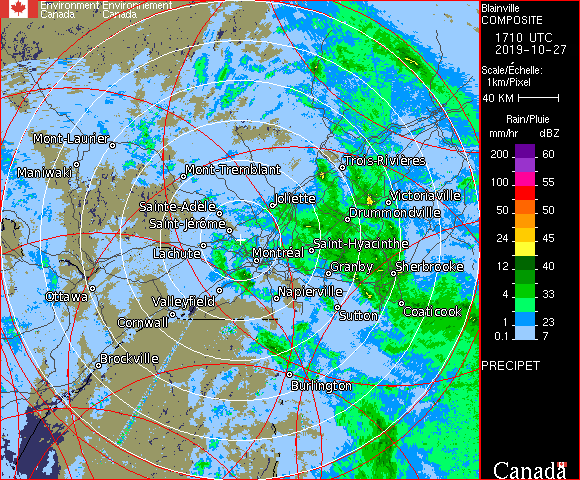 Environment Environnement
Canada Canada
Blainville
COMPOSITE
1710 UTC
2019-10-27
Scale/Échelle:
1km/Pixel
40 KM
Rain/Pluie
mm/hr dBZ
200 60
100 55
50 50
24 45
12 40
4 33
1 23
0.1 7
PRECIPET
Mont-Laurier
Maniwaki
Mont-Tremblant
Trois-Rivières
Joliette
Victoriaville
Sainte-Adèle
Drummondville
Saint-Jérôme
Lachute
Saint-Hyacinthe
Montréal
Granby
Sherbrooke
Ottawa
Valleyfield
Napierville
Cornwall
Sutton
Coaticook
Brockville
Burlington
Canada